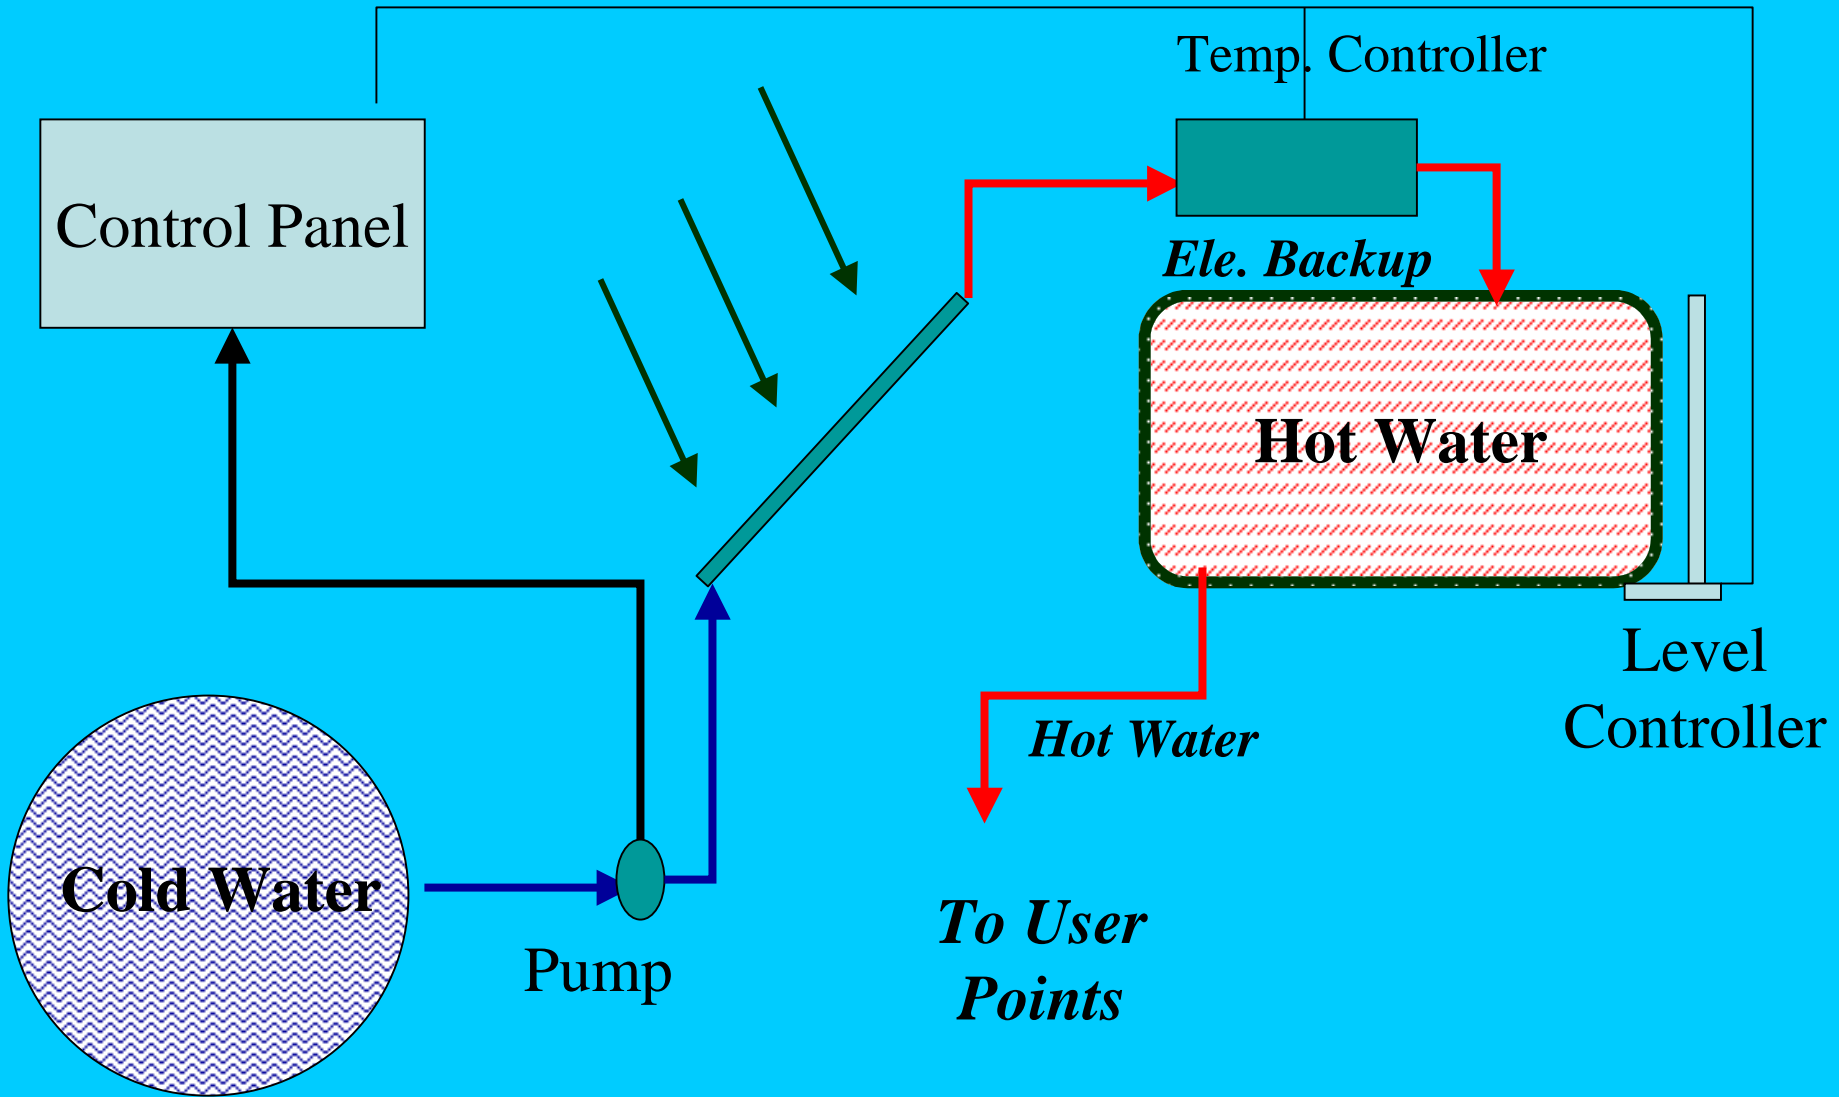 Temp. Controller
Control Panel
Ele. Backup
Hot Water
Level
Controller
Hot Water
Cold Water
To User
Points
Pump